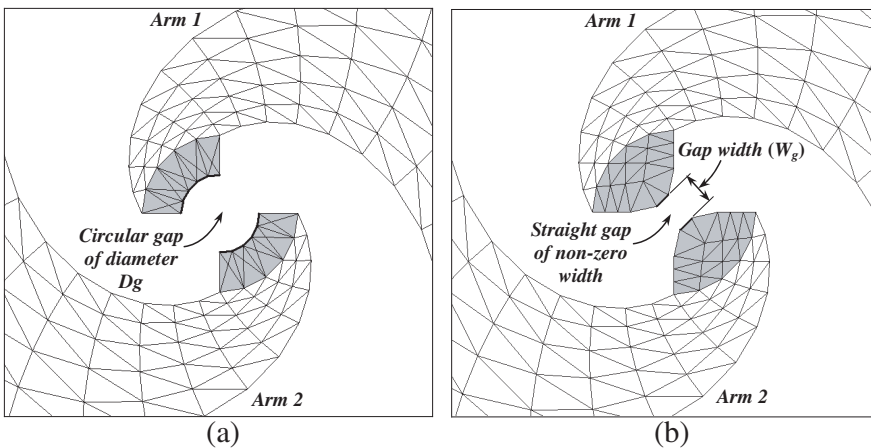 Arm 1
Circular gap
of diameter
Dg
Arm 2
(a)
Arm 1
Gap width (Wg)
Straight gap
of non-zero
width
Arm 2
(b)